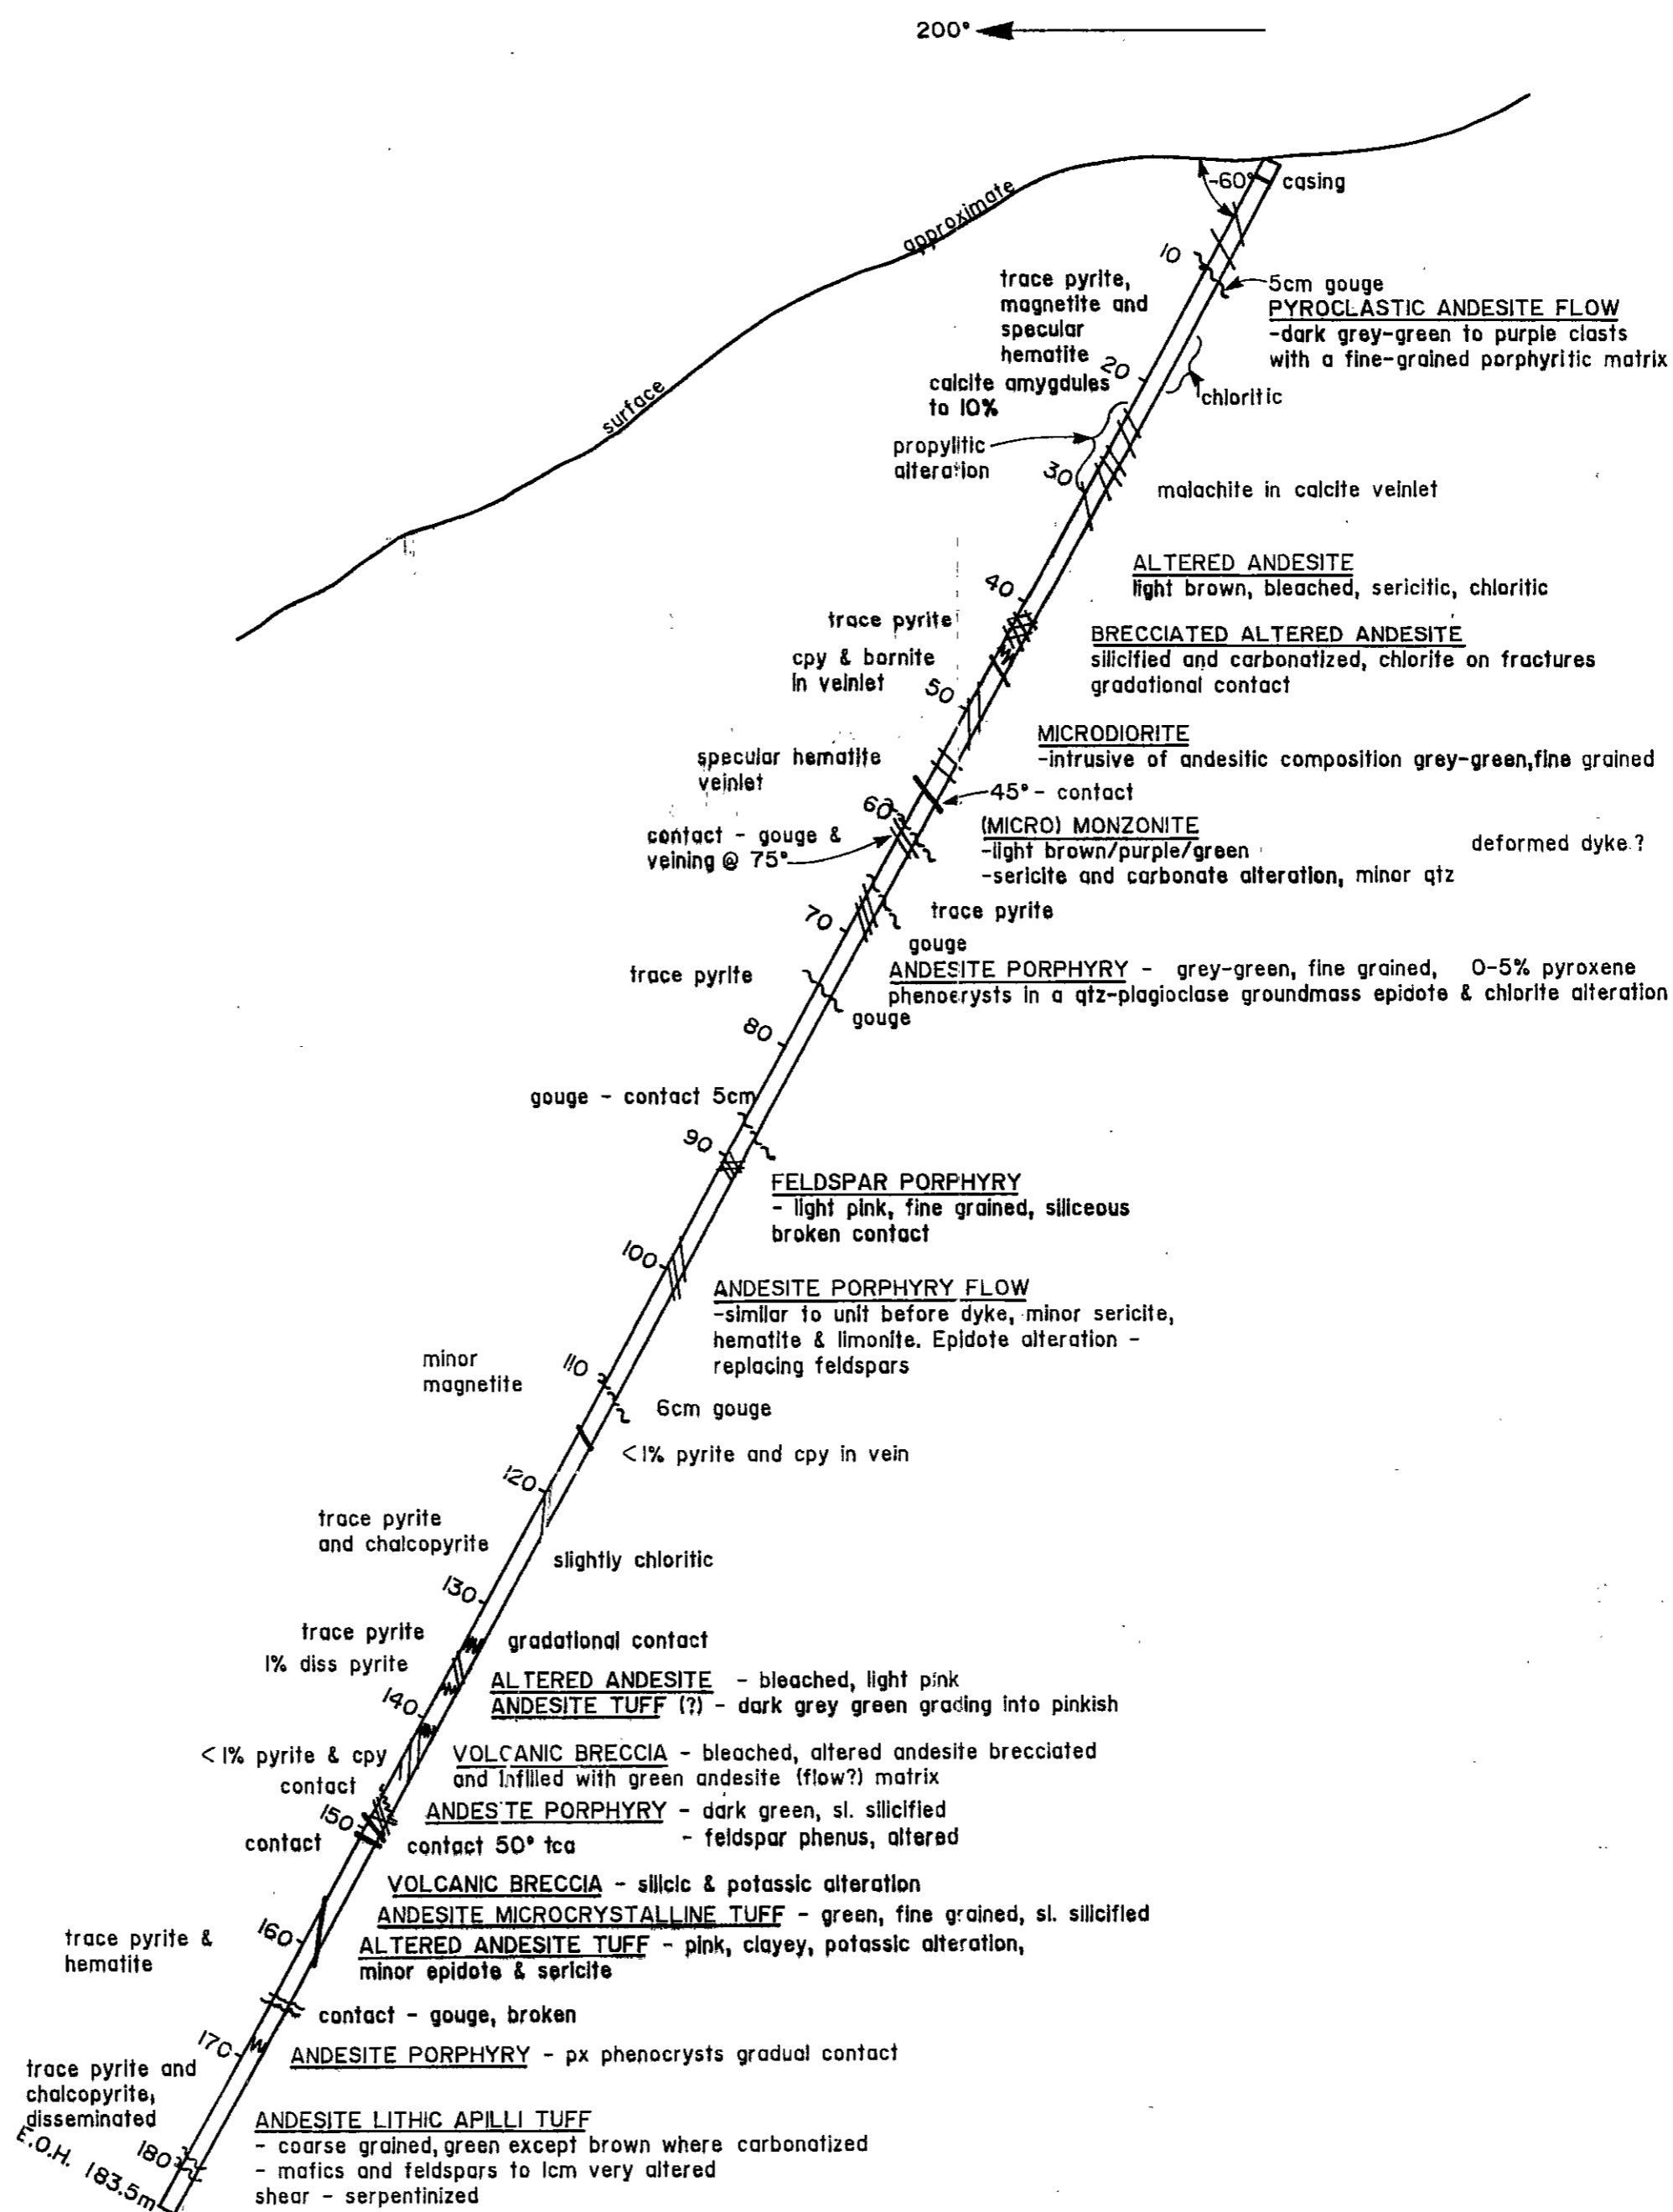 200°
-60°
casing
approximate
surface
10
5cm gouge
trace pyrite,
magnetite and
specular
hematite
PYROCLASTIC ANDESITE FLOW
-dark grey-green to purple clasts
with a fine-grained porphyritic matrix
20
calcite amygdules
to 10%
chloritic
propylitic
alteration
30
malachite in calcite veinlet
ALTERED ANDESITE
light brown, bleached, sericitic, chloritic
40
trace pyrite
BRECCIATED ALTERED ANDESITE
silicified and carbonatized, chlorite on fractures
gradational contact
cpy & bornite
in veinlet
50
MICRODIORITE
-intrusive of andesitic composition grey-green,fine grained
specular hematite
veinlet
45° - contact
60
contact - gouge &
veining @ 75°
(MICRO) MONZONITE
-light brown/purple/green
-sericite and carbonate alteration, minor qtz
deformed dyke ?
70
trace pyrite
gouge
trace pyrite
ANDESITE PORPHYRY - grey-green, fine grained, 0-5% pyroxene
phenocrysts in a qtz-plagioclase groundmass epidote & chlorite alteration
gouge
80
gouge - contact 5cm
90
FELDSPAR PORPHYRY
- light pink, fine grained, siliceous
broken contact
100
ANDESITE PORPHYRY FLOW
-similar to unit before dyke, minor sericite,
hematite & limonite. Epidote alteration -
replacing feldspars
minor
magnetite
110
6cm gouge
<1% pyrite and cpy in vein
120
trace pyrite
and chalcopyrite
slightly chloritic
130
trace pyrite
gradational contact
1% diss pyrite
ALTERED ANDESITE - bleached, light pink
ANDESITE TUFF (?) - dark grey green grading into pinkish
140
<1% pyrite & cpy
VOLCANIC BRECCIA - bleached, altered andesite brecciated
and infilled with green andesite (flow?) matrix
contact
150
ANDESITE PORPHYRY - dark green, sl. silicified
- feldspar phenus, altered
contact
contact 50° tca
VOLCANIC BRECCIA - silicic & potassic alteration
ANDESITE MICROCRYSTALLINE TUFF - green, fine grained, sl. silicified
160
trace pyrite &
hematite
ALTERED ANDESITE TUFF - pink, clayey, potassic alteration,
minor epidote & sericite
contact - gouge, broken
170
ANDESITE PORPHYRY - px phenocrysts gradual contact
trace pyrite and
chalcopyrite,
disseminated
ANDESITE LITHIC APILLI TUFF
- coarse grained, green except brown where carbonatized
- mafics and feldspars to 1cm very altered
shear - serpentinized
180
E.O.H. 183.5m